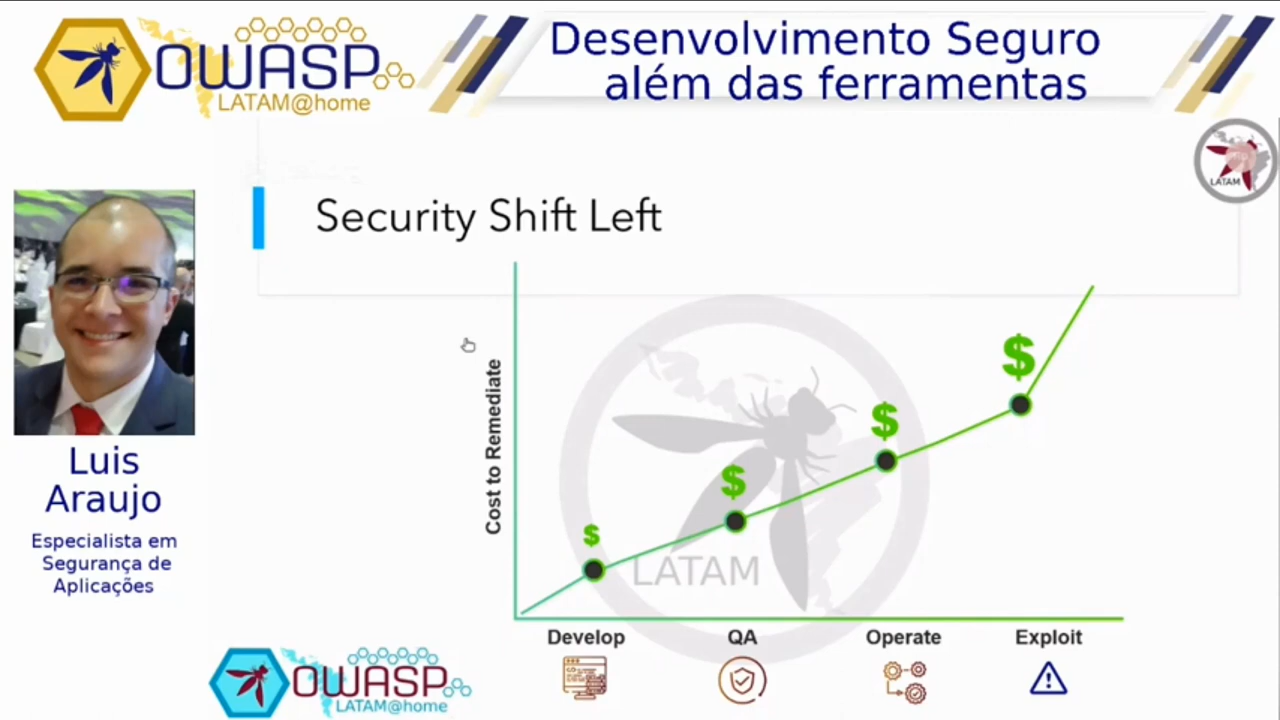 OWASP
LATAM@home
Desenvolvimento Seguro
além das ferramentas
LATAM
Security Shift Left
Luis
Araujo
Especialista em
Segurança de
Aplicações
Cost to Remediate
$
$
$
$
LATAM
Develop
QA
Operate
Exploit
OWASP
LATAM@home